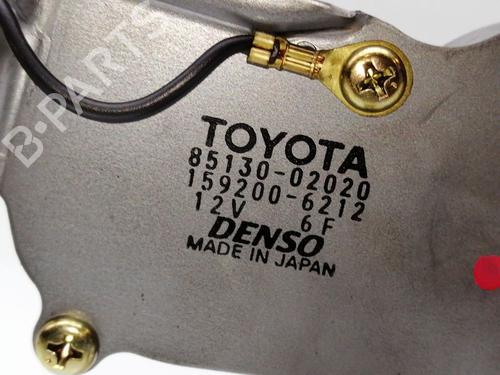 B-PARTS
TOYOTA
85130-02020
159200-6212
12V 6F
DENSO
MADE IN JAPAN